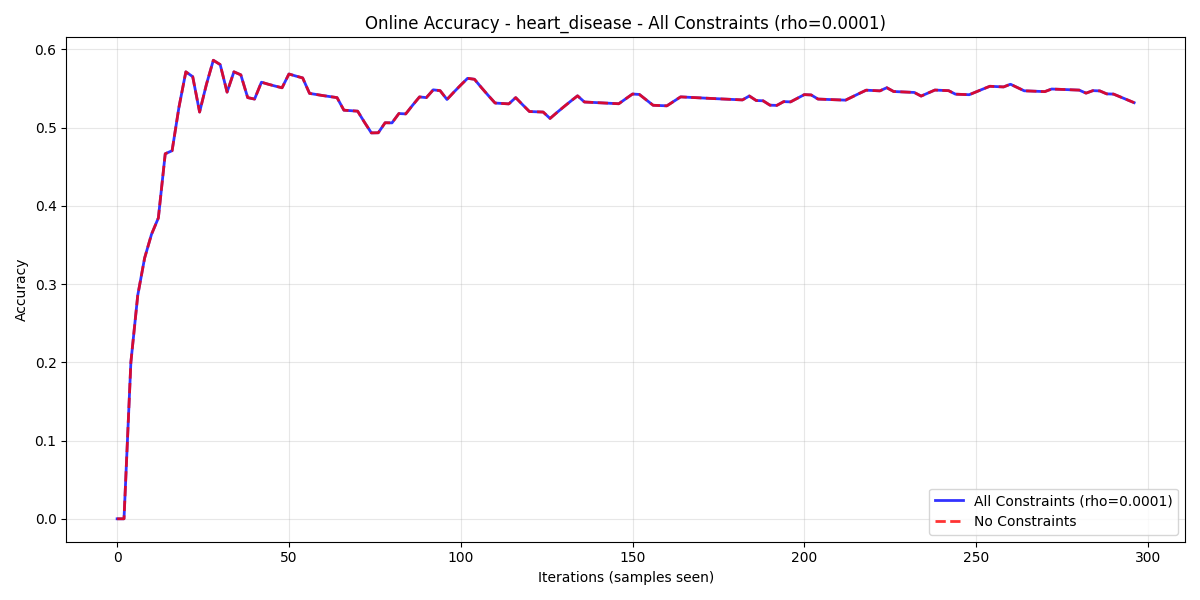 Online Accuracy - heart_disease - All Constraints (rho=0.0001)
Accuracy
0.6
0.5
0.4
0.3
0.2
0.1
0.0
All Constraints (rho=0.0001)
No Constraints
0 50 100 150 200 250 300
Iterations (samples seen)